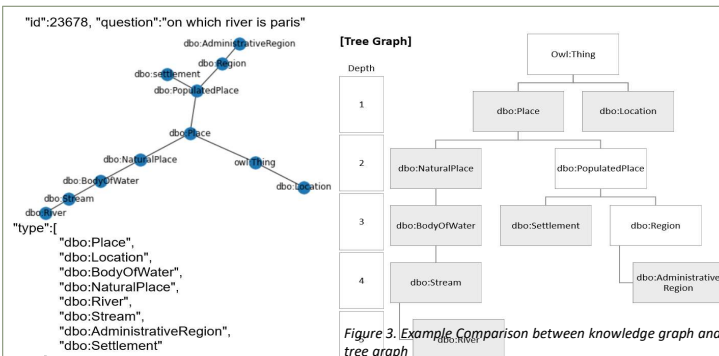 "id":23678, "question":"on which river is paris"
dbo:AdministrativeRegion
dbo:Region
dbo:settlement
dbo:PopulatedPlace
dbo:Place
dbo:NaturalPlace
owl:Thing
dbo:BodyOfWater
dbo:Location
dbo:Stream
dbo:River
"type":[
"dbo:Place",
"dbo:Location",
"dbo:BodyOfWater",
"dbo:NaturalPlace",
"dbo:River",
"dbo:Stream",
"dbo:AdministrativeRegion",
"dbo:Settlement"
[Tree Graph]
Depth
Owl:Thing
1
dbo:Place
dbo:Location
2
dbo:NaturalPlace
dbo:PopulatedPlace
3
dbo:BodyOfWater
dbo:Settlement
dbo:Region
4
dbo:Stream
dbo:Administrative
Region
5
dbo:River
Figure 3. Example Comparison between knowledge graph and
tree graph